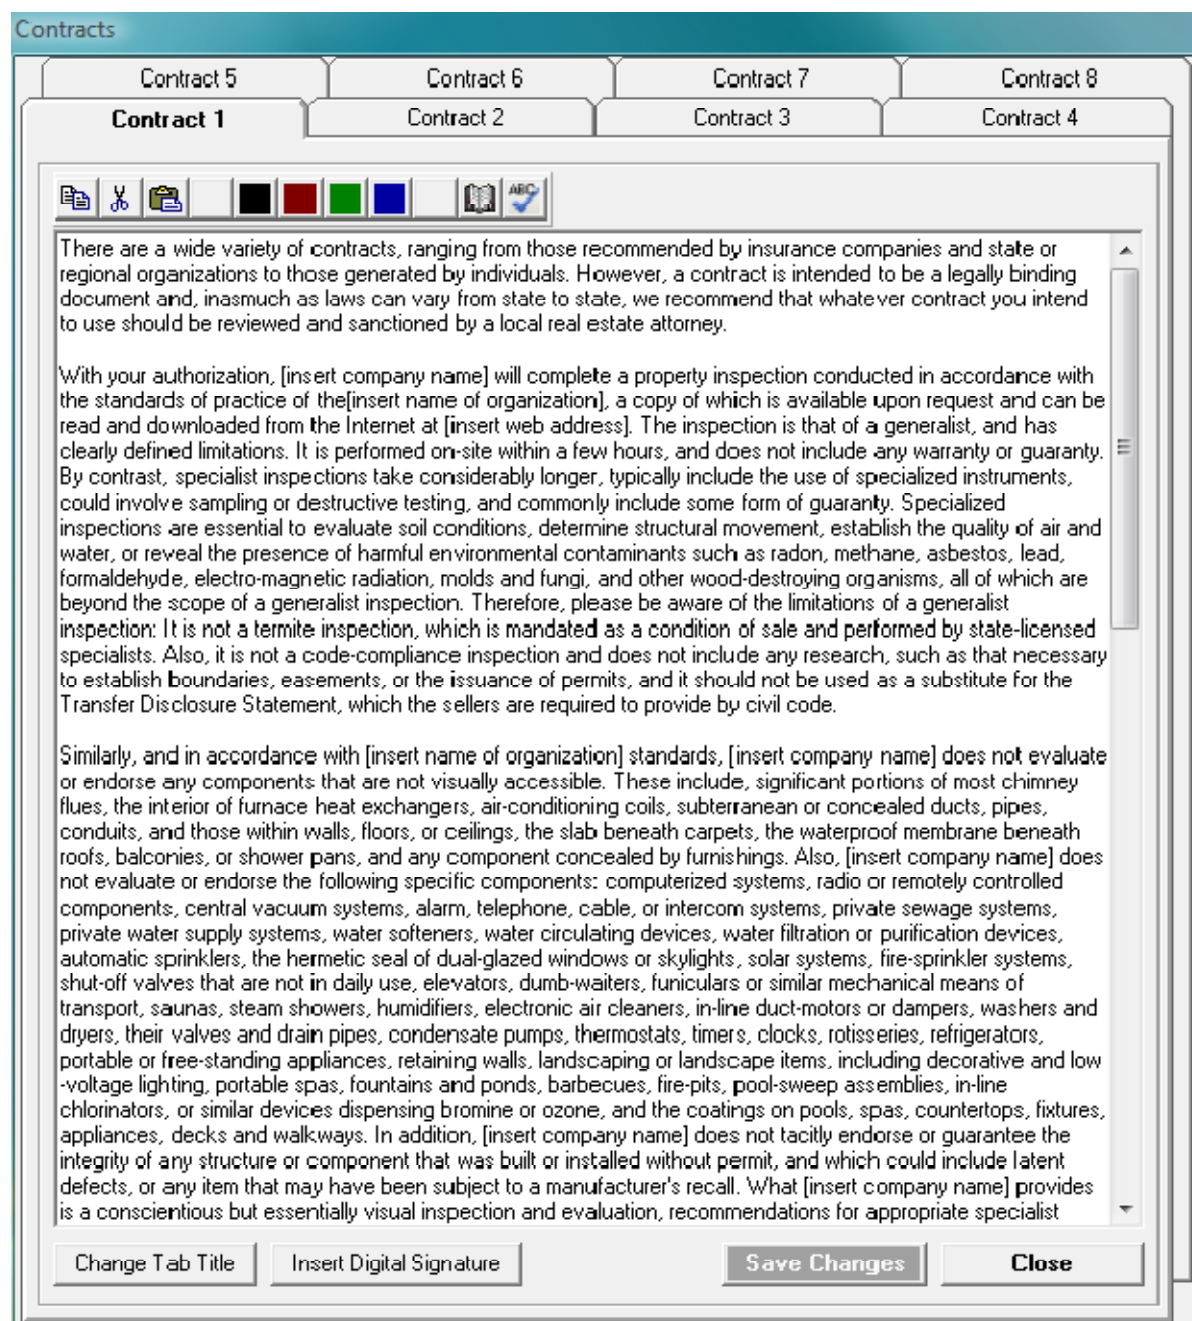 Contracts
Contract 5
Contract 6
Contract 7
Contract 8
Contract 1
Contract 2
Contract 3
Contract 4
ABC
There are a wide variety of contracts, ranging from those recommended by insurance companies and state or
regional organizations to those generated by individuals. However, a contract is intended to be a legally binding
document and, inasmuch as laws can vary from state to state, we recommend that whatever contract you intend
to use should be reviewed and sanctioned by a local real estate attorney.
With your authorization, [insert company name] will complete a property inspection conducted in accordance with
the standards of practice of the[insert name of organization], a copy of which is available upon request and can be
read and downloaded from the Internet at [insert web address]. The inspection is that of a generalist, and has
clearly defined limitations. It is performed on-site within a few hours, and does not include any warranty or guaranty.
By contrast, specialist inspections take considerably longer, typically include the use of specialized instruments,
could involve sampling or destructive testing, and commonly include some form of guaranty. Specialized
inspections are essential to evaluate soil conditions, determine structural movement, establish the quality of air and
water, or reveal the presence of harmful environmental contaminants such as radon, methane, asbestos, lead,
formaldehyde, electro-magnetic radiation, molds and fungi, and other wood-destroying organisms, all of which are
beyond the scope of a generalist inspection. Therefore, please be aware of the limitations of a generalist
inspection: It is not a termite inspection, which is mandated as a condition of sale and performed by state-licensed
specialists. Also, it is not a code-compliance inspection and does not include any research, such as that necessary
to establish boundaries, easements, or the issuance of permits, and it should not be used as a substitute for the
Transfer Disclosure Statement, which the sellers are required to provide by civil code.
Similarly, and in accordance with [insert name of organization] standards, [insert company name] does not evaluate
or endorse any components that are not visually accessible. These include, significant portions of most chimney
flues, the interior of furnace heat exchangers, air-conditioning coils, subterranean or concealed ducts, pipes,
conduits, and those within walls, floors, or ceilings, the slab beneath carpets, the waterproof membrane beneath
roofs, balconies, or shower pans, and any component concealed by furnishings. Also, [insert company name] does
not evaluate or endorse the following specific components: computerized systems, radio or remotely controlled
components, central vacuum systems, alarm, telephone, cable, or intercom systems, private sewage systems,
private water supply systems, water softeners, water circulating devices, water filtration or purification devices,
automatic sprinklers, the hermetic seal of dual-glazed windows or skylights, solar systems, fire-sprinkler systems,
shut-off valves that are not in daily use, elevators, dumb-waiters, funiculars or similar mechanical means of
transport, saunas, steam showers, humidifiers, electronic air cleaners, in-line duct-motors or dampers, washers and
dryers, their valves and drain pipes, condensate pumps, thermostats, timers, clocks, rotisseries, refrigerators,
portable or free-standing appliances, retaining walls, landscaping or landscape items, including decorative and low
-voltage lighting, portable spas, fountains and ponds, barbecues, fire-pits, pool-sweep assemblies, in-line
chlorinators, or similar devices dispensing bromine or ozone, and the coatings on pools, spas, countertops, fixtures,
appliances, decks and walkways. In addition, [insert company name] does not tacitly endorse or guarantee the
integrity of any structure or component that was built or installed without permit, and which could include latent
defects, or any item that may have been subject to a manufacturer's recall. What [insert company name] provides
is a conscientious but essentially visual inspection and evaluation, recommendations for appropriate specialist
Change Tab Title
Insert Digital Signature
Save Changes
Close